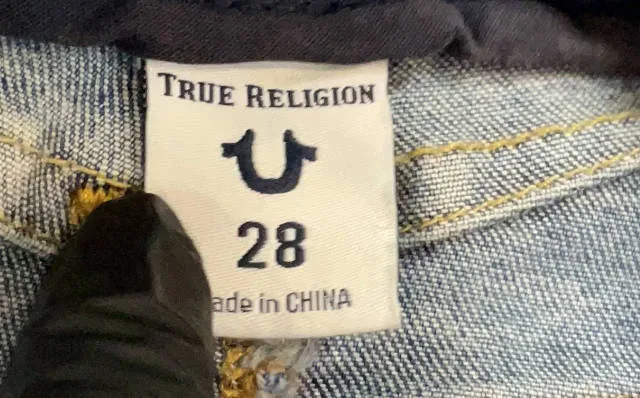 TRUE RELIGION
28
ade in CHINA